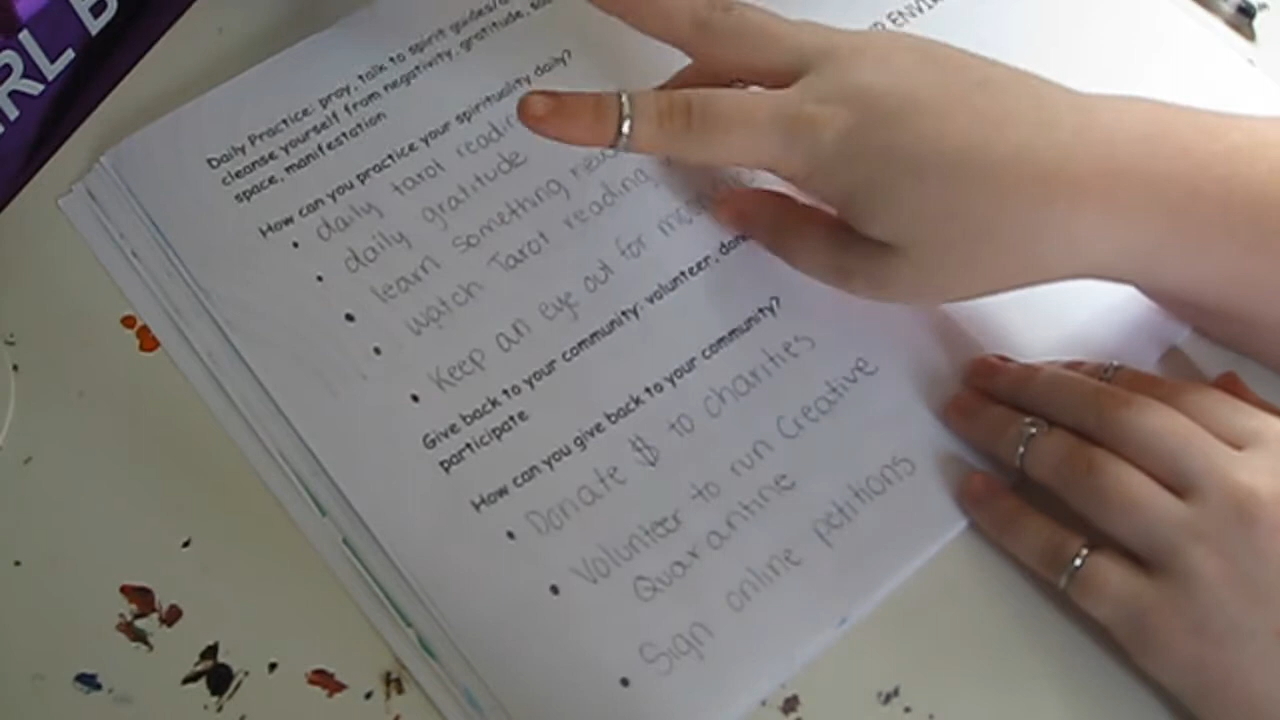 RL B
Daily Practice: pray, talk to spirit guides/
cleanse yourself from negativity, gratitude,
space, manifestation
How can you practice your spirituality daily?
• daily tarot
• daily gratitude
• learn something
• watch Tarot reading
• Keep an eye out for
Give back to your community: volunteer,
participate
How can you give back to your community?
• Donate $ to charities
• Volunteer to run Creative
Quarantine
• Sign online petitions